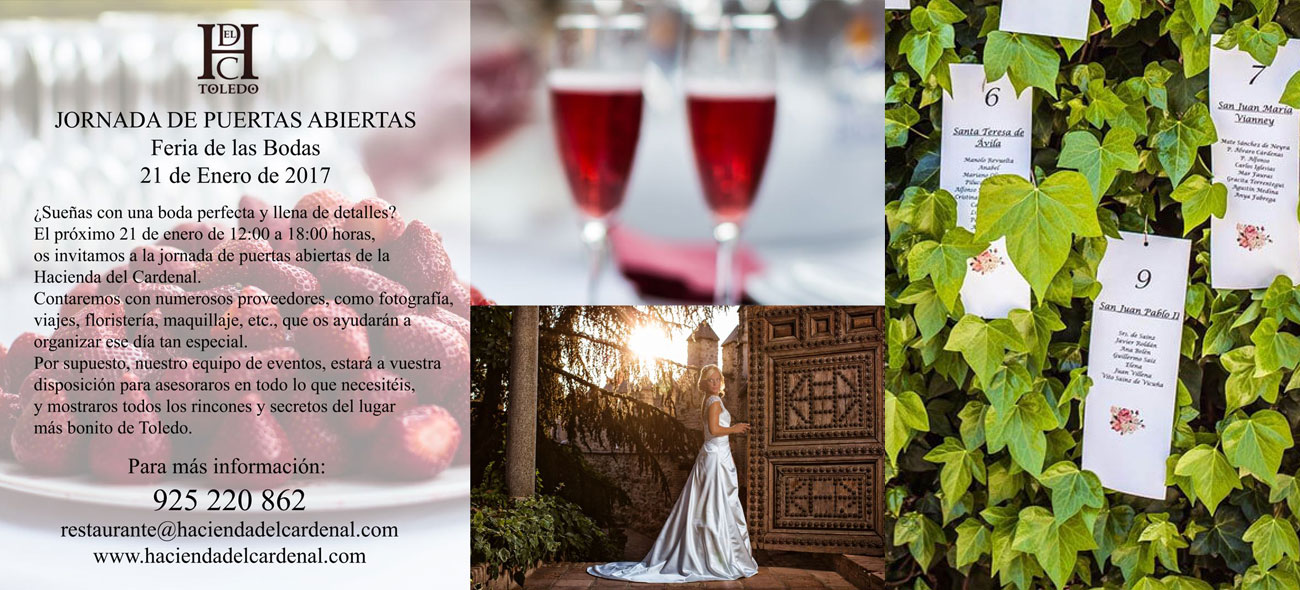 DEL
HC
TOLEDO
JORNADA DE PUERTAS ABIERTAS
Feria de las Bodas
21 de Enero de 2017
¿Sueñas con una boda perfecta y llena de detalles?
El próximo 21 de enero de 12:00 a 18:00 horas,
os invitamos a la jornada de puertas abiertas de la
Hacienda del Cardenal.
Contaremos con numerosos proveedores, como fotografía,
viajes, floristería, maquillaje, etc., que os ayudarán a
organizar ese día tan especial.
Por supuesto, nuestro equipo de eventos, estará a vuestra
disposición para asesoraros en todo lo que necesitéis,
y mostraros todos los rincones y secretos del lugar
más bonito de Toledo.
Para más información:
925 220 862
restaurante@haciendadelcardenal.com
www.haciendadelcardenal.com
6
Santa Teresa de
Ávila
Manolo Revuelta
Anabel
Mariano
7
San Juan María
Vianney
Mate Sánchez de Neyra
P. Álvaro Cárdenas
P. Alfonso
Carlos Iglesias
Mar Yauras
Gracita Torrentegui
Agustín Medina
Anya Fabrega
9
San Juan Pablo II
Srs. de Sainz
Javier Roldán
Ana Belén
Guillermo Saiz
Elena
Juan Villena
Vito Sainz de Vicuña